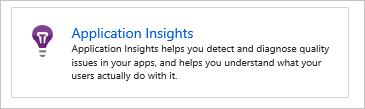 Application Insights
Application Insights helps you detect and diagnose quality
issues in your apps, and helps you understand what your
users actually do with it.